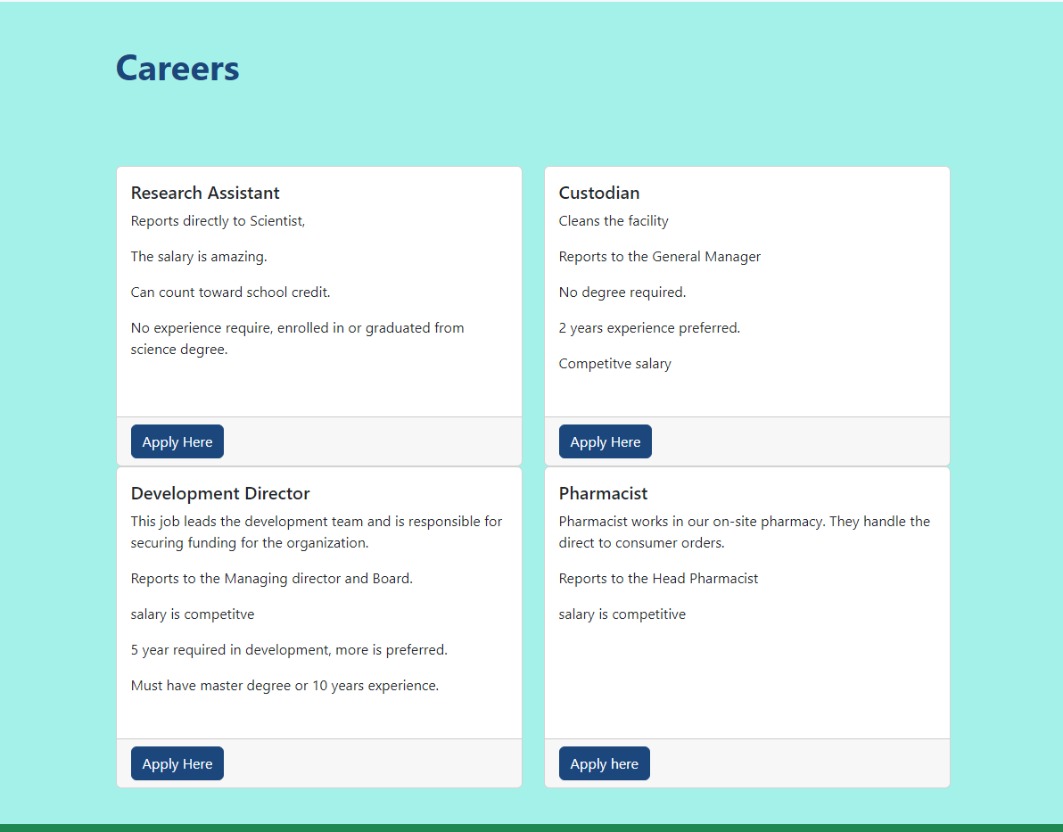 Careers
Research Assistant
Reports directly to Scientist,
The salary is amazing.
Can count toward school credit.
No experience require, enrolled in or graduated from
science degree.
Apply Here
Custodian
Cleans the facility
Reports to the General Manager
No degree required.
2 years experience preferred.
Competitve salary
Apply Here
Development Director
This job leads the development team and is responsible for
securing funding for the organization.
Reports to the Managing director and Board.
salary is competitve
5 year required in development, more is preferred.
Must have master degree or 10 years experience.
Apply Here
Pharmacist
Pharmacist works in our on-site pharmacy. They handle the
direct to consumer orders.
Reports to the Head Pharmacist
salary is competitive
Apply here